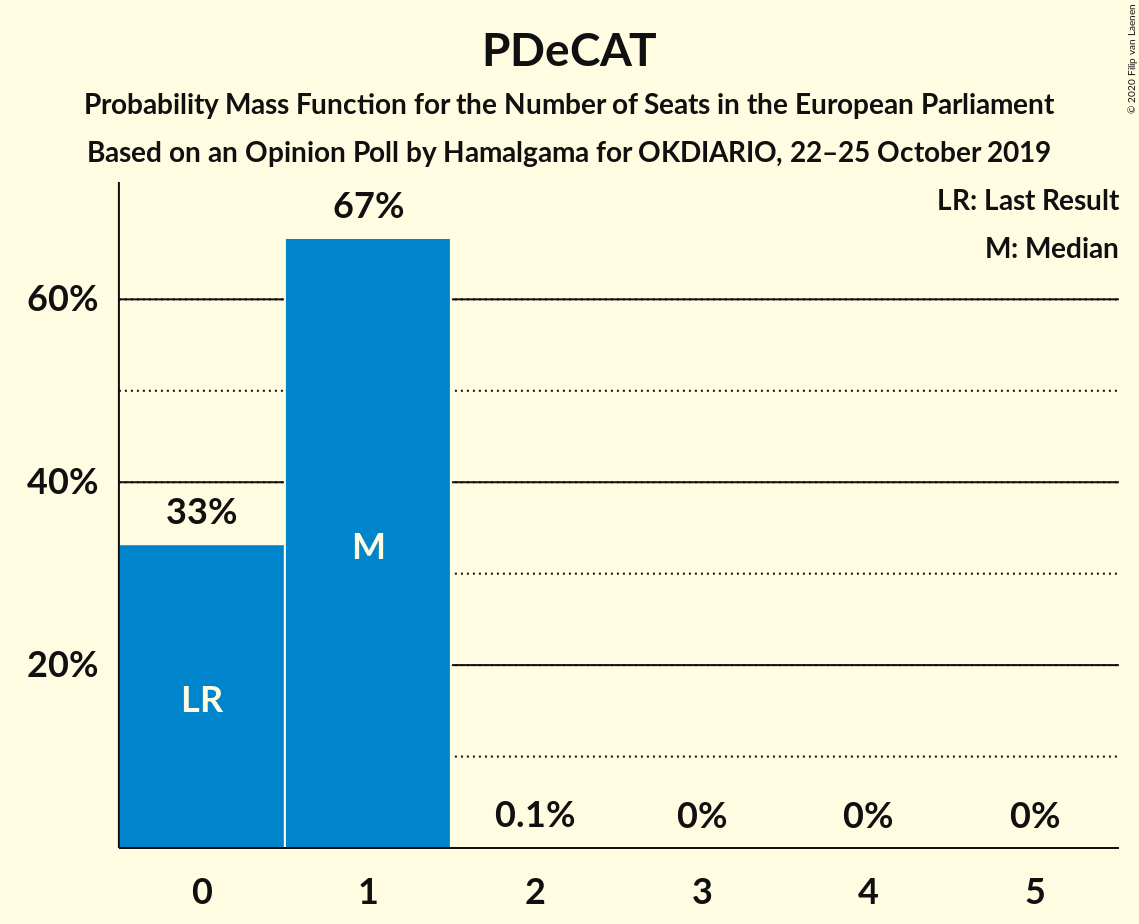 PDeCAT
Probability Mass Function for the Number of Seats in the European Parliament
Based on an Opinion Poll by Hamalgama for OKDIARIO, 22–25 October 2019
© 2020 Filip van Laenen
LR: Last Result
M: Median
67%
60%
40%
33%
M
20%
LR
0.1% 0% 0% 0%
0 1 2 3 4 5